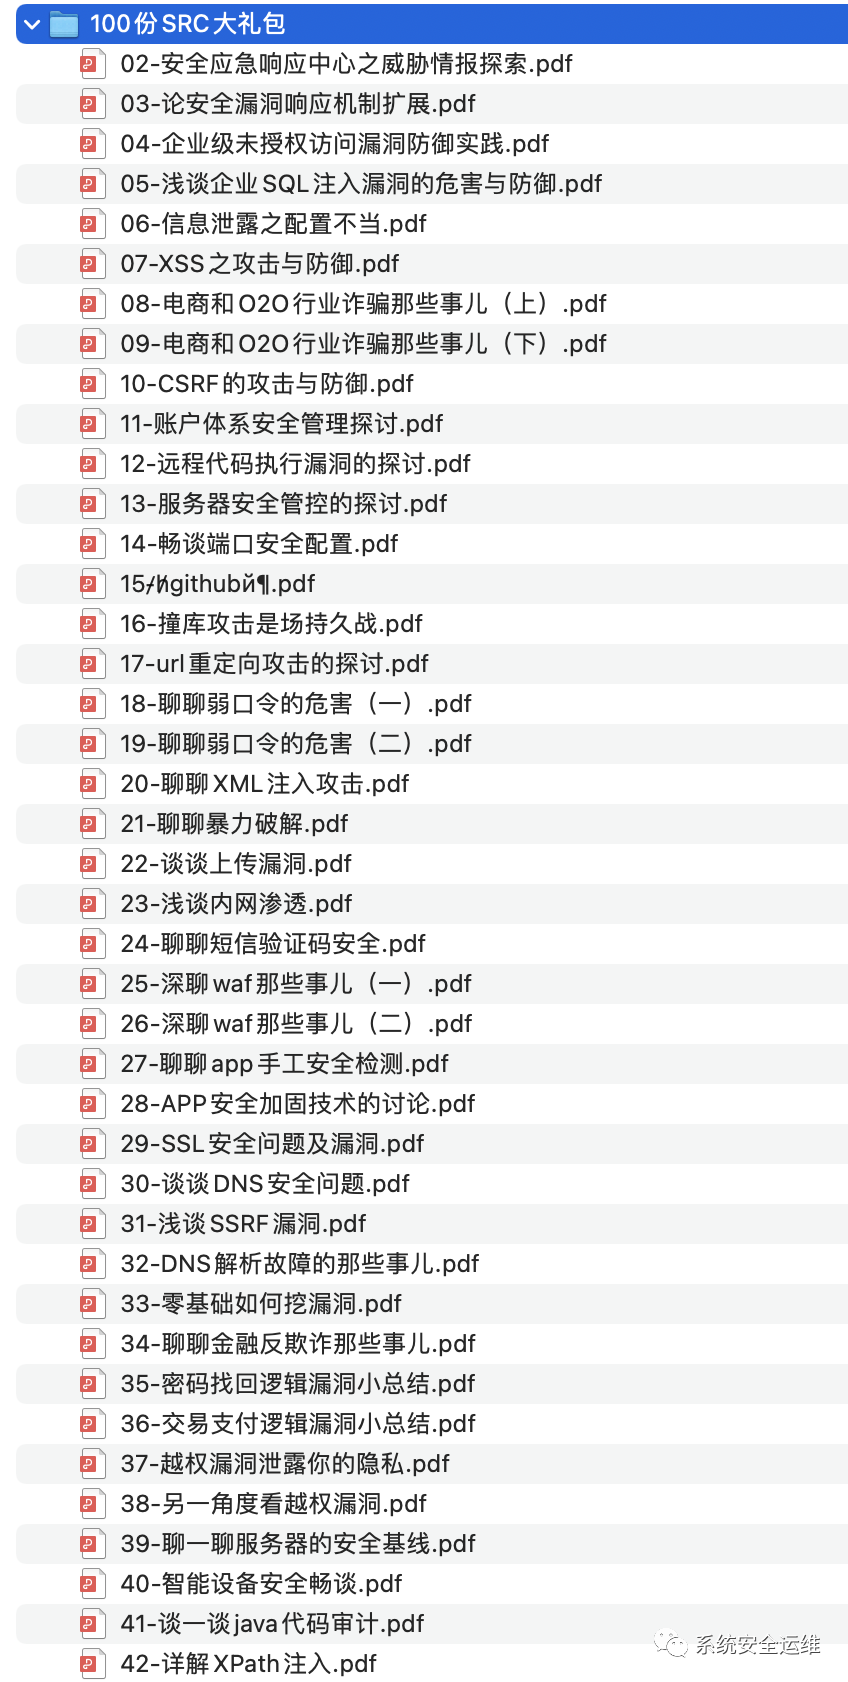 100份SRC大礼包
02-安全应急响应中心之威胁情报探索.pdf
03-论安全漏洞响应机制扩展.pdf
04-企业级未授权访问漏洞防御实践.pdf
05-浅谈企业SQL注入漏洞的危害与防御.pdf
06-信息泄露之配置不当.pdf
07-XSS之攻击与防御.pdf
08-电商和O2O行业诈骗那些事儿（上）.pdf
09-电商和O2O行业诈骗那些事儿（下）.pdf
10-CSRF的攻击与防御.pdf
11-账户体系安全管理探讨.pdf
12-远程代码执行漏洞的探讨.pdf
13-服务器安全管控的探讨.pdf
14-畅谈端口安全配置.pdf
githubй¶.pdf
16-撞库攻击是场持久战.pdf
17-url重定向攻击的探讨.pdf
18-聊聊弱口令的危害（一）.pdf
19-聊聊弱口令的危害（二）.pdf
20-聊聊XML注入攻击.pdf
21-聊聊暴力破解.pdf
22-谈谈上传漏洞.pdf
23-浅谈内网渗透.pdf
24-聊聊短信验证码安全.pdf
25-深聊waf那些事儿（一）.pdf
26-深聊waf那些事儿（二）.pdf
27-聊聊app手工安全检测.pdf
28-APP安全加固技术的讨论.pdf
29-SSL安全问题及漏洞.pdf
30-谈谈DNS安全问题.pdf
31-浅谈SSRF漏洞.pdf
32-DNS解析故障的那些事儿.pdf
33-零基础如何挖漏洞.pdf
34-聊聊金融反欺诈那些事儿.pdf
35-密码找回逻辑漏洞小总结.pdf
36-交易支付逻辑漏洞小总结.pdf
37-越权漏洞泄露你的隐私.pdf
38-另一角度看越权漏洞.pdf
39-聊一聊服务器的安全基线.pdf
40-智能设备安全畅谈.pdf
41-谈一谈java代码审计.pdf
系统安全运维
42-详解XPath注入.pdf